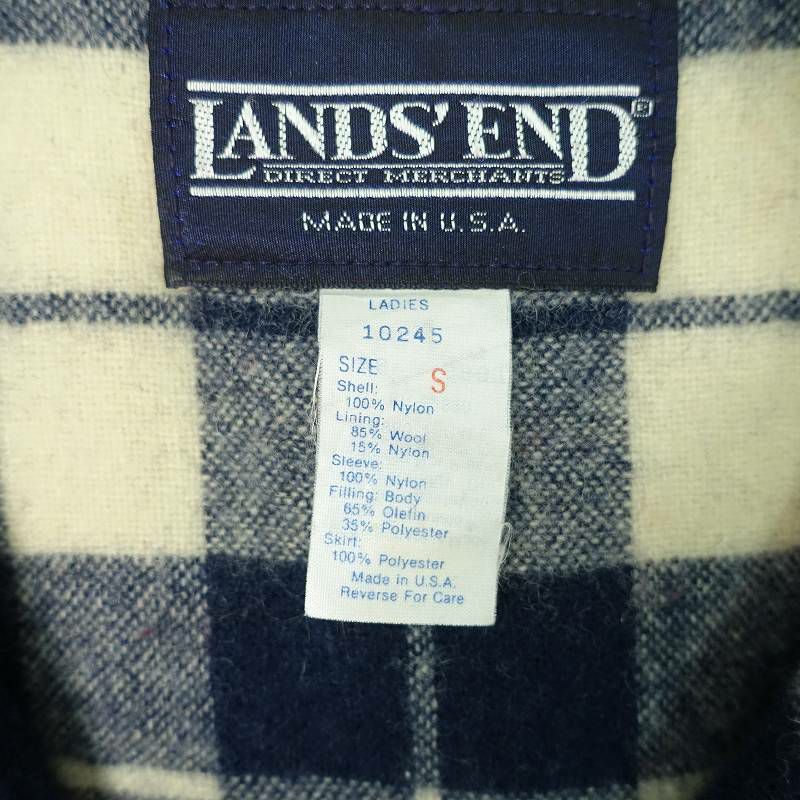 LANDS' END®
DIRECT MERCHANTS
MADE IN U.S.A.
LADIES
10245
SIZE S
Shell:
100% Nylon
Lining:
85% Wool
15% Nylon
Sleeve:
100% Nylon
Filling: Body
65% Olefin
35% Polyester
Skirt:
100% Polyester
Made in U.S.A.
Reverse For Care